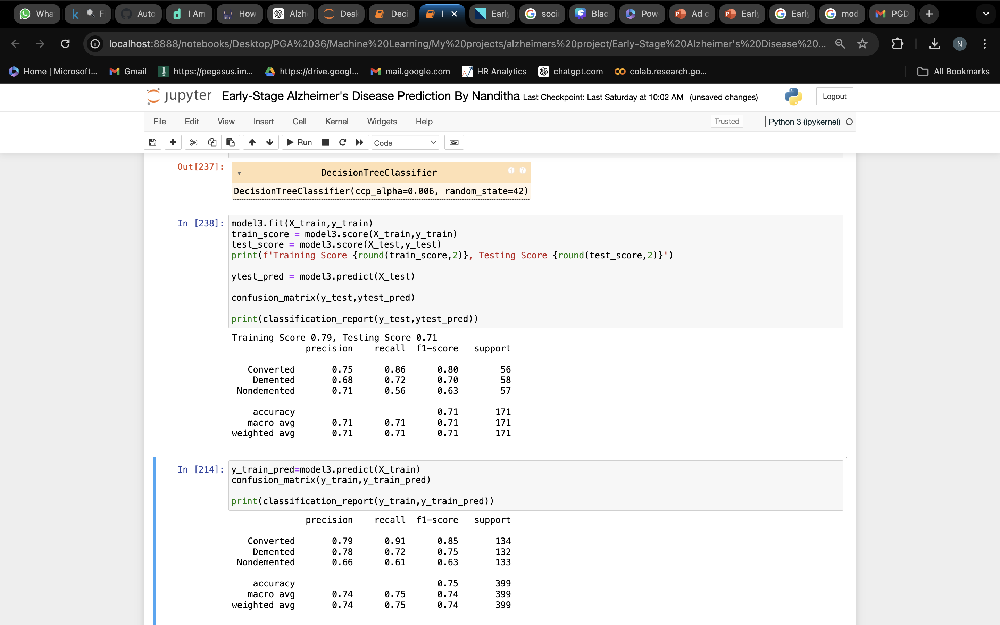 Wha
F
Auto
I Am
How
Alzh
Desk
Deci
Early
soci
Blac
Pow
Ad c
Early
Early
mod
PGD
localhost:8888/notebooks/Desktop/PGA%2036/Machine%20Learning/My%20projects/alzheimers%20project/Early-Stage%20Alzheimer's%20Disease%20...
N
Home | Microsoft...
Gmail
https://pegasus.im...
https://drive.googl...
mail.google.com
HR Analytics
chatgpt.com
colab.research.go...
All Bookmarks
jupyter Early-Stage Alzheimer's Disease Prediction By Nanditha Last Checkpoint: Last Saturday at 10:02 AM (unsaved changes)
Logout
File Edit View Insert Cell Kernel Widgets Help
Trusted
Python 3 (ipykernel)
Run
Code
Out[237]:
DecisionTreeClassifier
DecisionTreeClassifier(ccp_alpha=0.006, random_state=42)
In [238]:
model3.fit(X_train,y_train)
train_score = model3.score(X_train,y_train)
test_score = model3.score(X_test,y_test)
print(f'Training Score {round(train_score,2)}, Testing Score {round(test_score,2)}')
ytest_pred = model3.predict(X_test)
confusion_matrix(y_test,ytest_pred)
print(classification_report(y_test,ytest_pred))
Training Score 0.79, Testing Score 0.71
precision recall f1-score support
Converted 0.75 0.86 0.80 56
Demented 0.68 0.72 0.70 58
Nondemented 0.71 0.56 0.63 57
accuracy 0.71 171
macro avg 0.71 0.71 0.71 171
weighted avg 0.71 0.71 0.71 171
In [214]:
y_train_pred=model3.predict(X_train)
confusion_matrix(y_train,y_train_pred)
print(classification_report(y_train,y_train_pred))
precision recall f1-score support
Converted 0.79 0.91 0.85 134
Demented 0.78 0.72 0.75 132
Nondemented 0.66 0.61 0.63 133
accuracy 0.75 399
macro avg 0.74 0.75 0.74 399
weighted avg 0.74 0.75 0.74 399